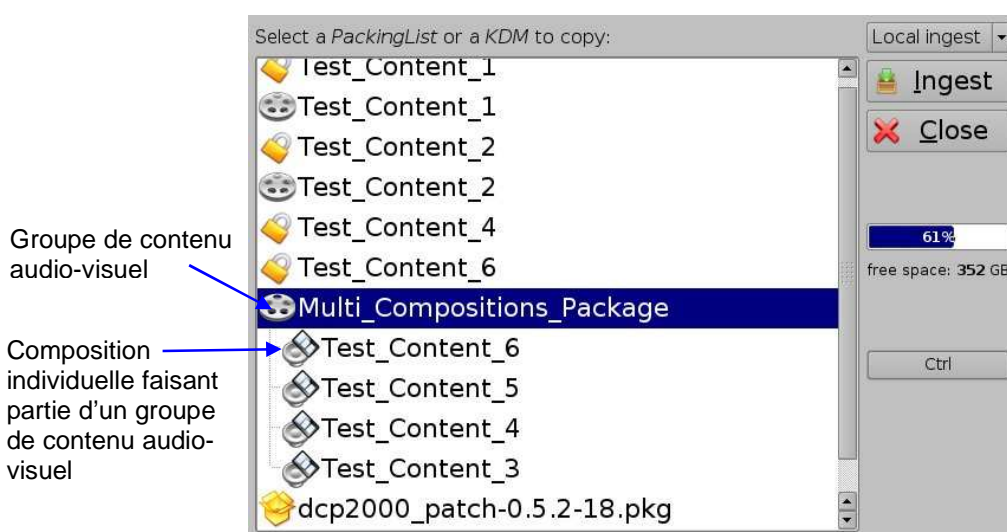 Select a PackingList or a KDM to copy:
Local ingest
Test_Content_1
Test_Content_1
Test_Content_2
Test_Content_2
Test_Content_4
Test_Content_6
Multi_Compositions_Package
Test_Content_6
Test_Content_5
Test_Content_4
Test_Content_3
dcp2000_patch-0.5.2-18.pkg
Ingest
Close
61%
free space: 352 GB
Ctrl
Groupe de contenu
audio-visuel
Composition
individuelle faisant
partie d'un groupe
de contenu audio-
visuel